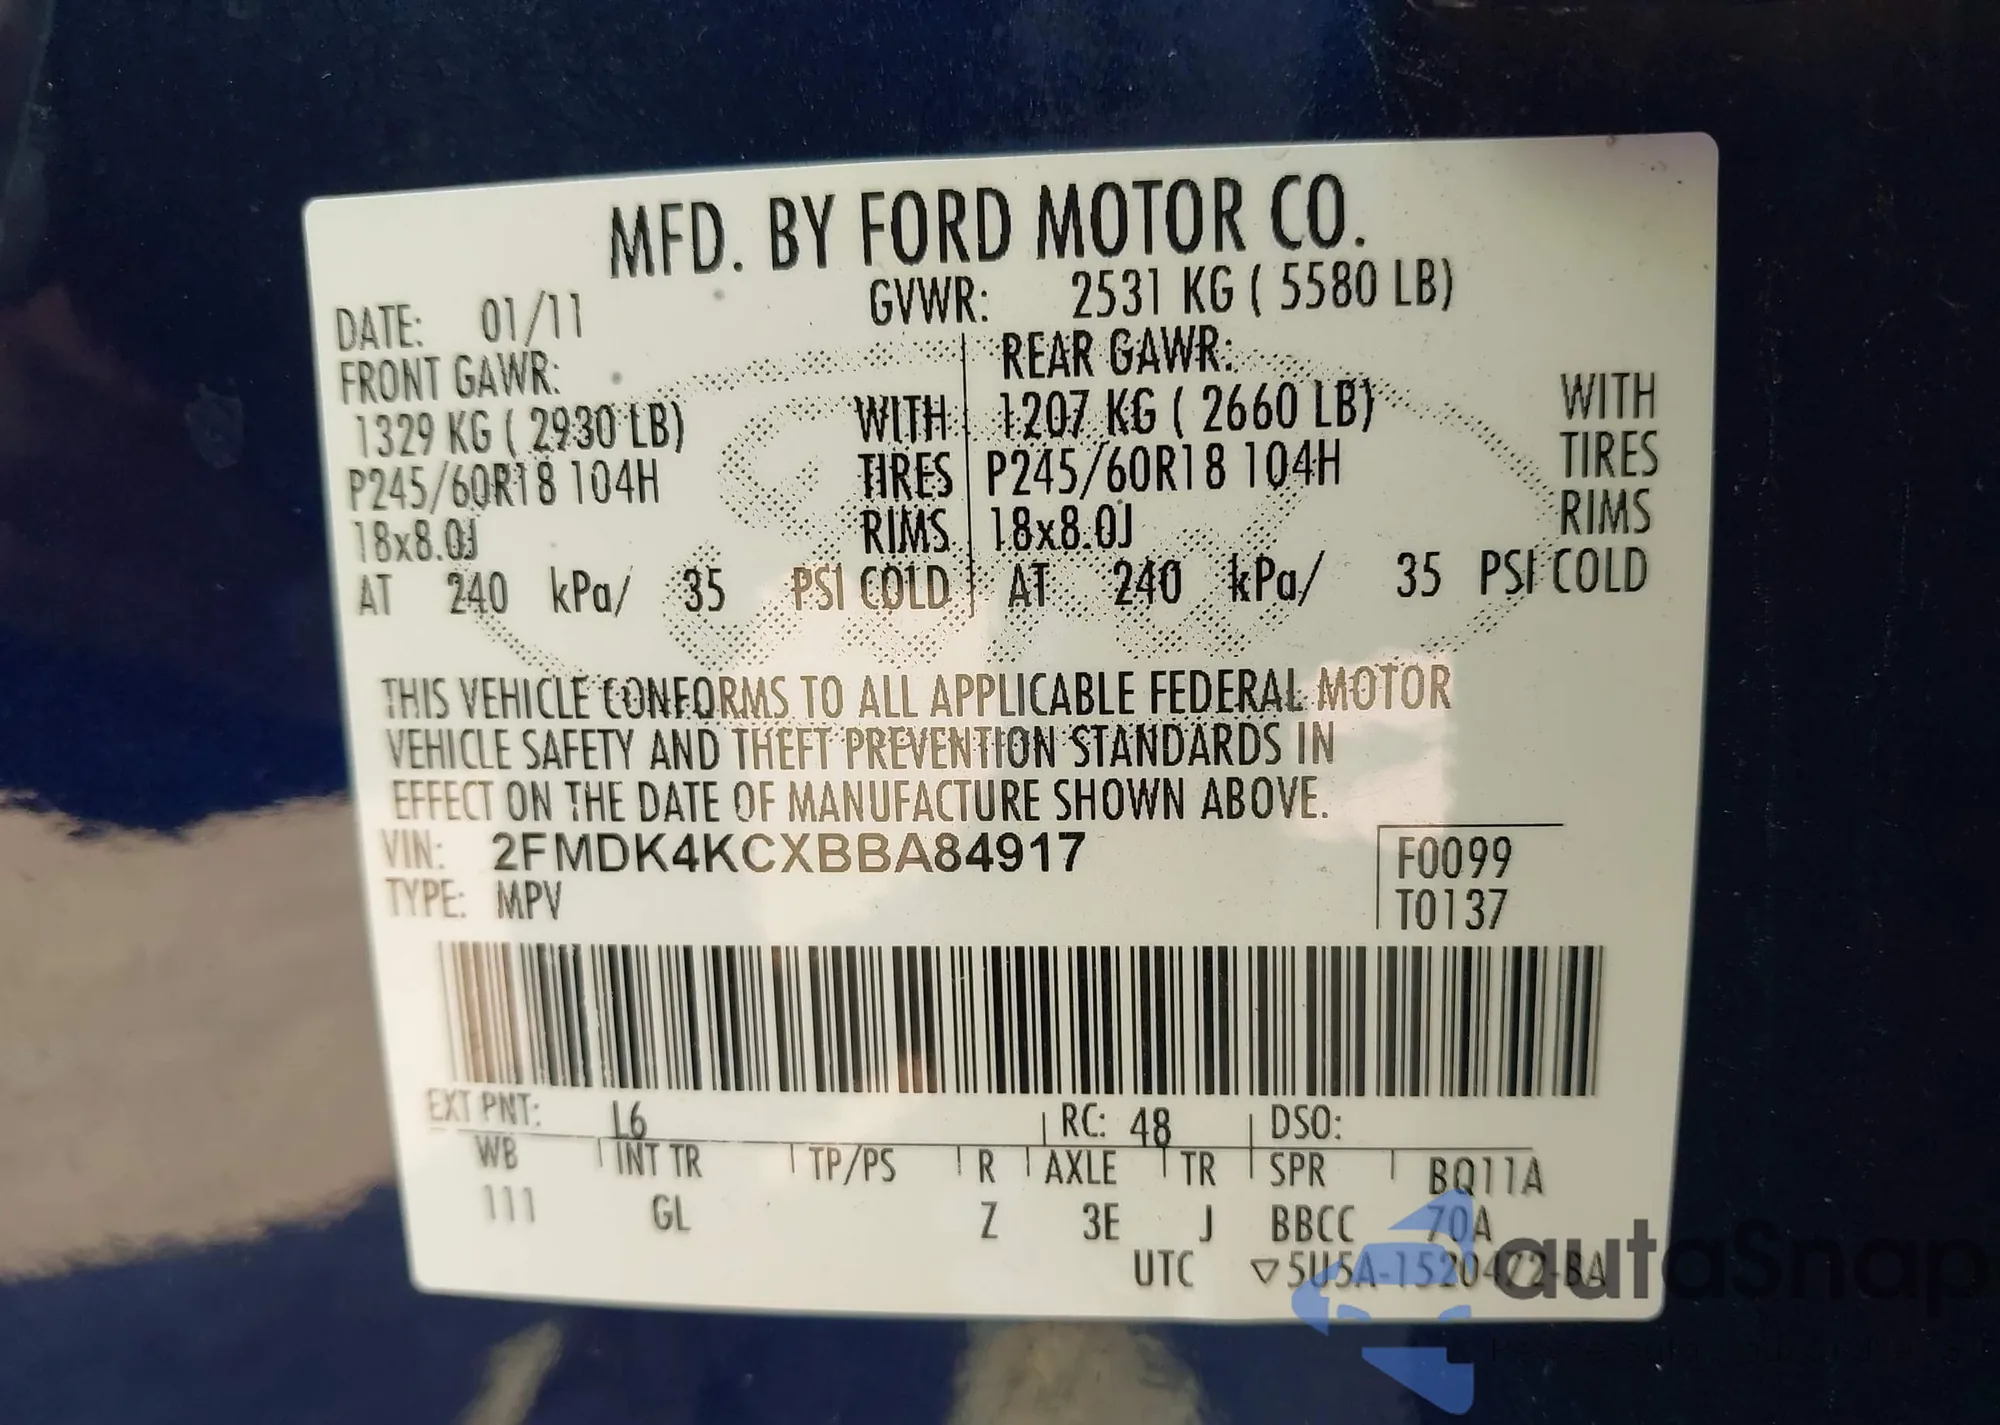 MFD. BY FORD MOTOR CO.
DATE: 01/11 GVWR: 2531 KG ( 5580 LB)
FRONT GAWR: REAR GAWR:
1329 KG ( 2930 LB) WITH 1207 KG ( 2660 LB) WITH
P245/60R18 104H TIRES P245/60R18 104H TIRES
18x8.0J RIMS 18x8.0J RIMS
AT 240 kPa/ 35 PSI COLD AT 240 kPa/ 35 PSI COLD
THIS VEHICLE CONFORMS TO ALL APPLICABLE FEDERAL MOTOR
VEHICLE SAFETY AND THEFT PREVENTION STANDARDS IN
EFFECT ON THE DATE OF MANUFACTURE SHOWN ABOVE.
VIN: 2FMDK4KCXBBA84917 F0099
TYPE: MPV T0137
EXT PNT: L6 RC: 48 DSO:
WB INT TR TP/PS R AXLE TR SPR BQ11A
111 GL Z 3E J BBCC 70A
UTC ▽5U5A-1520472-BA
autaSnap